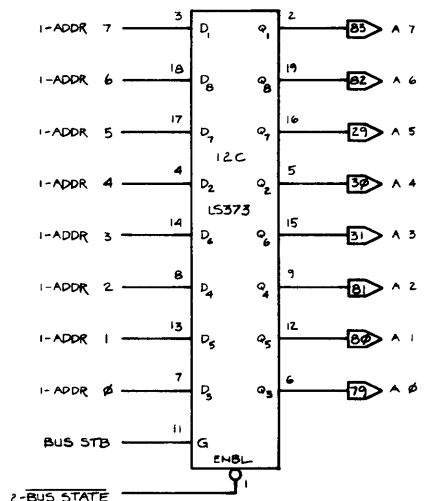 1-ADDR 7 3 D1 Q1 2 83 A 7
1-ADDR 6 18 D8 Q8 19 82 A 6
1-ADDR 5 17 D7 Q7 16 29 A 5
12C
1-ADDR 4 4 D2 Q2 5 30 A 4
LS373
1-ADDR 3 14 D6 Q6 15 31 A 3
1-ADDR 2 8 D4 Q4 9 81 A 2
1-ADDR 1 13 D5 Q5 12 80 A 1
1-ADDR 0 7 D3 Q3 6 79 A 0
BUS STB 11 G
ENBL
2-BUS STATE 1